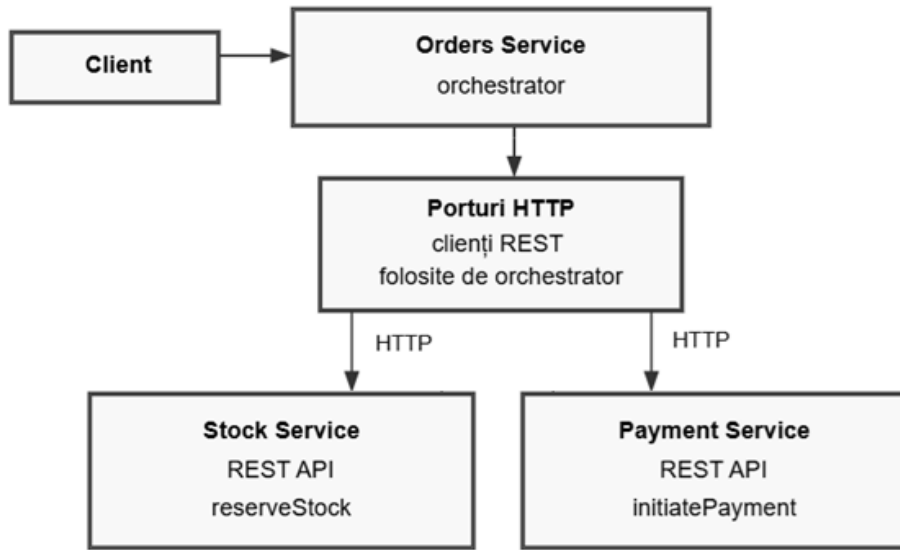 Client
Orders Service
orchestrator
Porturi HTTP
clienți REST
folosite de orchestrator
HTTP
HTTP
Stock Service
REST API
reserveStock
Payment Service
REST API
initiatePayment